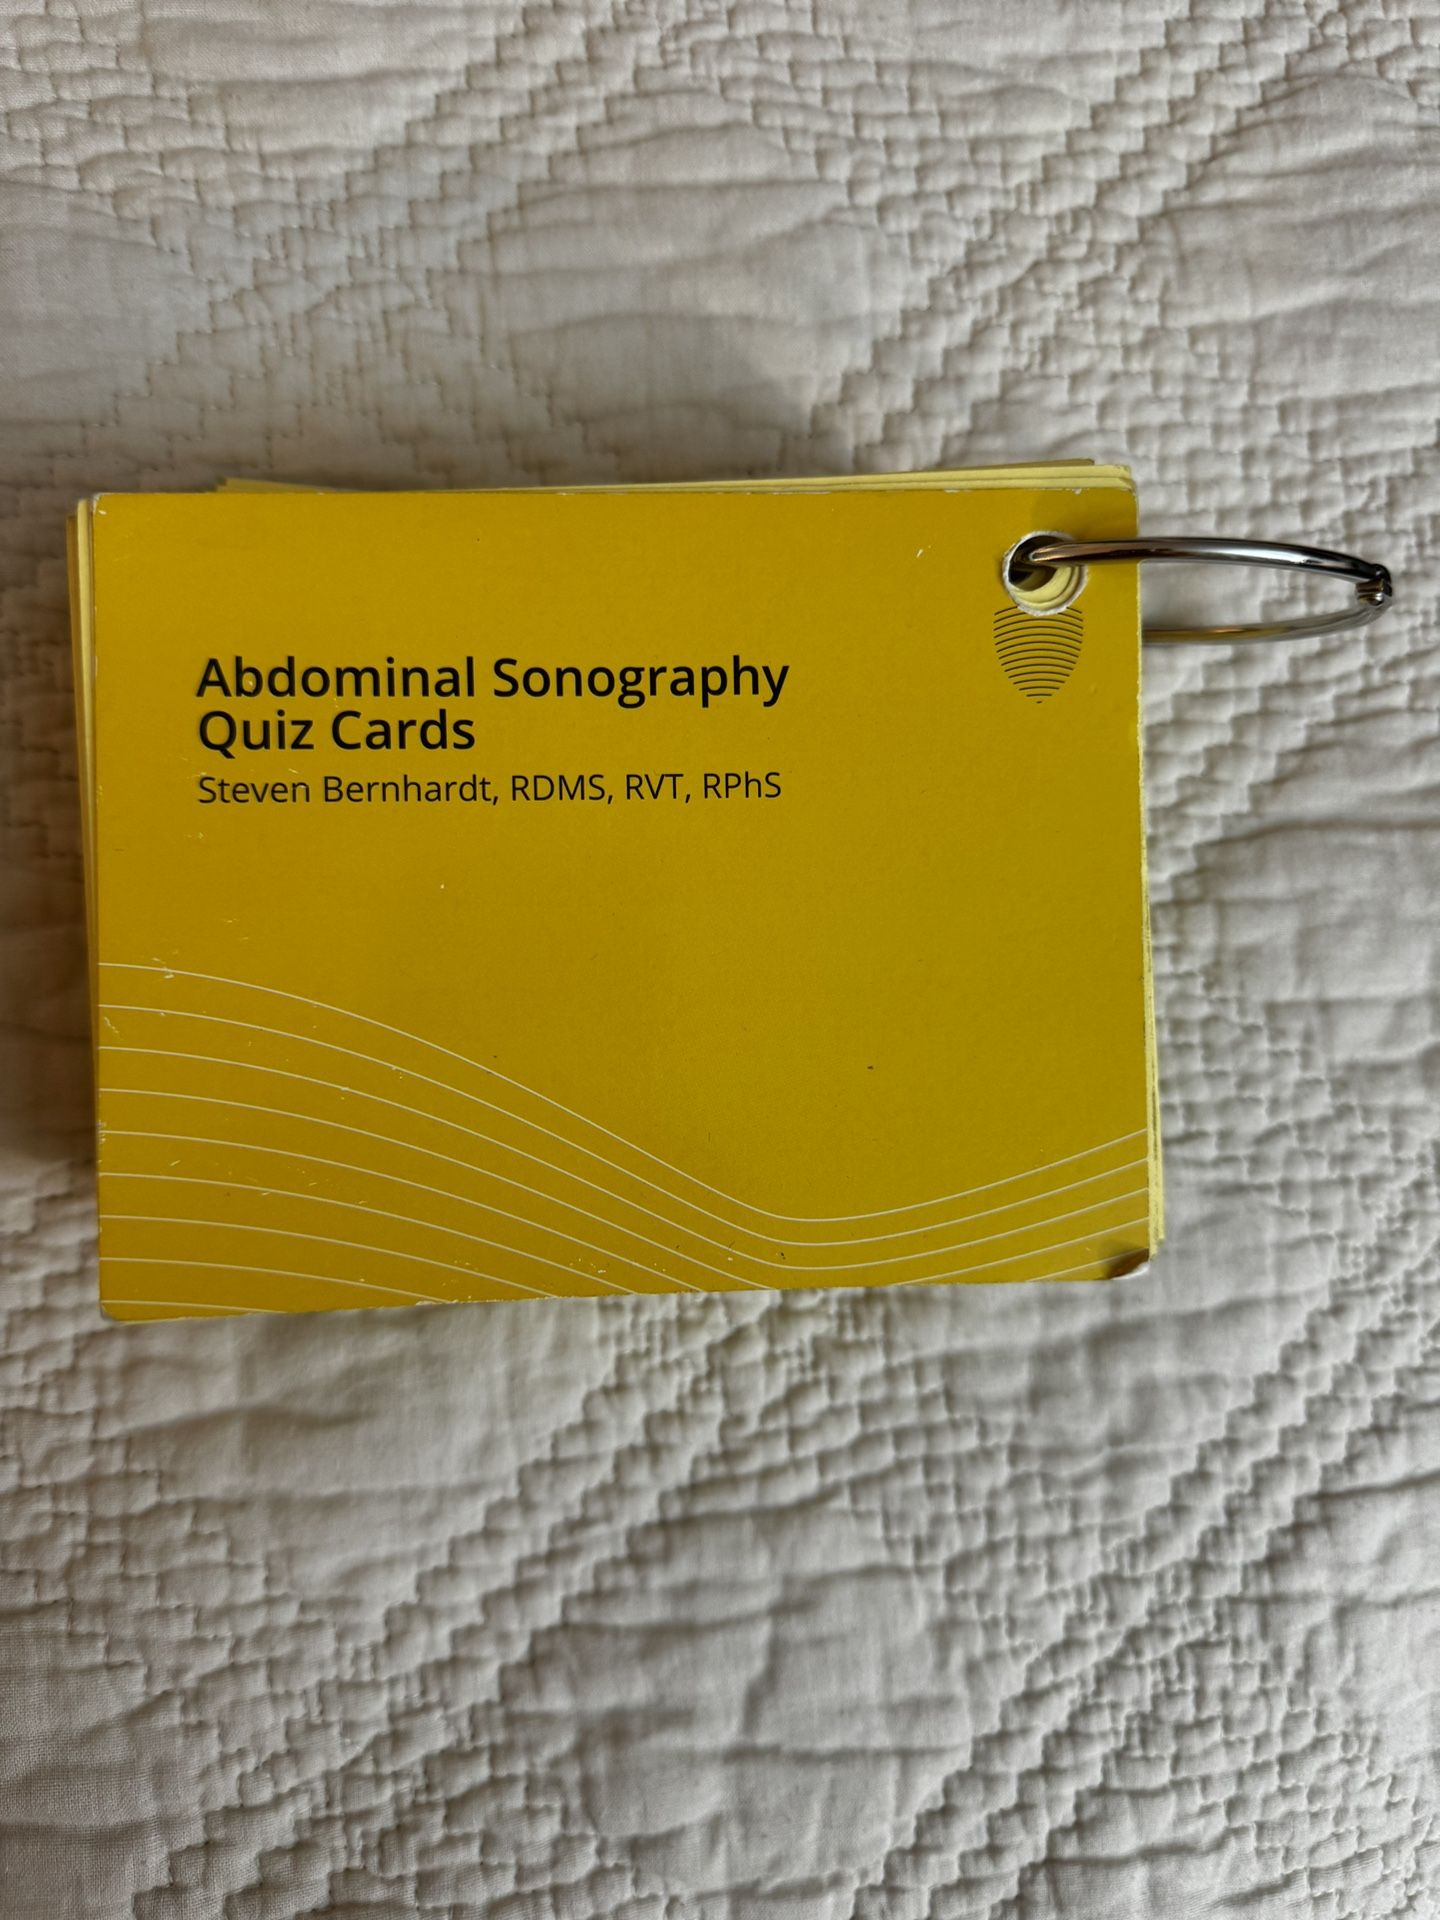 Abdominal Sonography
Quiz Cards
Steven Bernhardt, RDMS, RVT, RPhS